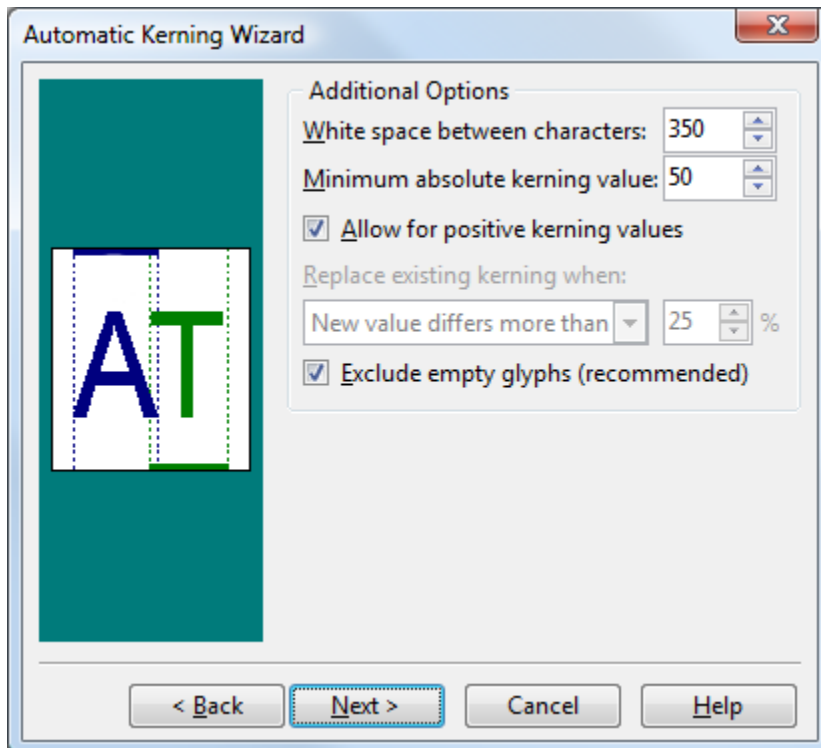 Automatic Kerning Wizard
Additional Options
White space between characters: 350
Minimum absolute kerning value: 50
Allow for positive kerning values
Replace existing kerning when:
New value differs more than 25 %
Exclude empty glyphs (recommended)
AT
< Back Next > Cancel Help